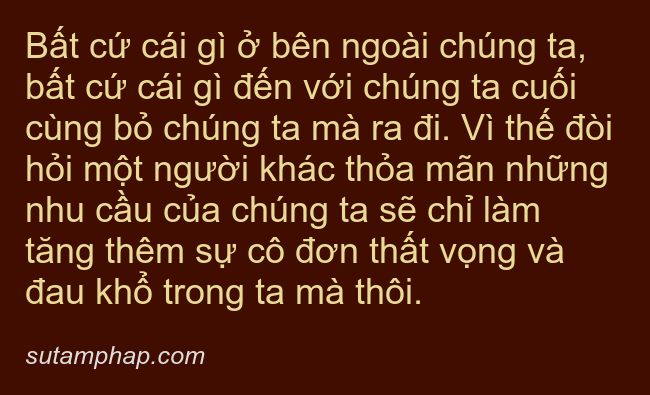 Bất cứ cái gì ở bên ngoài chúng ta,
bất cứ cái gì đến với chúng ta cuối
cùng bỏ chúng ta mà ra đi. Vì thế đòi
hỏi một người khác thỏa mãn những
nhu cầu của chúng ta sẽ chỉ làm
tăng thêm sự cô đơn thất vọng và
đau khổ trong ta mà thôi.
sutamphap.com